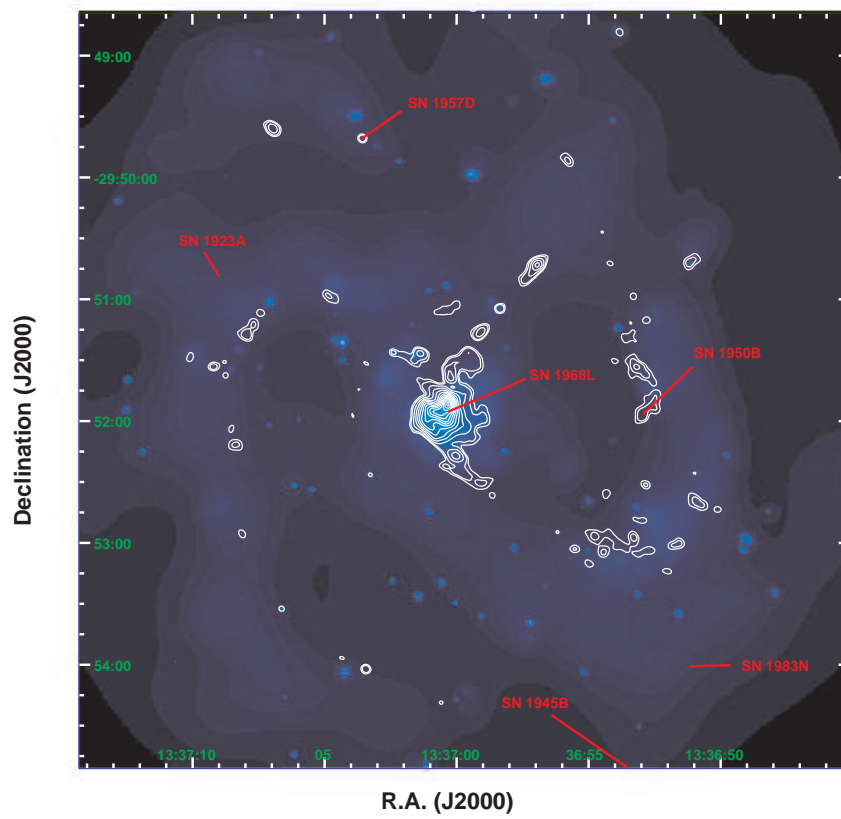 49:00
SN 1957D
-29:50:00
SN 1923A
51:00
SN 1950B
SN 1968L
52:00
Declination (J2000)
53:00
54:00
SN 1983N
SN 1945B
13:37:10 05 13:37:00 36:55 13:36:50
R.A. (J2000)